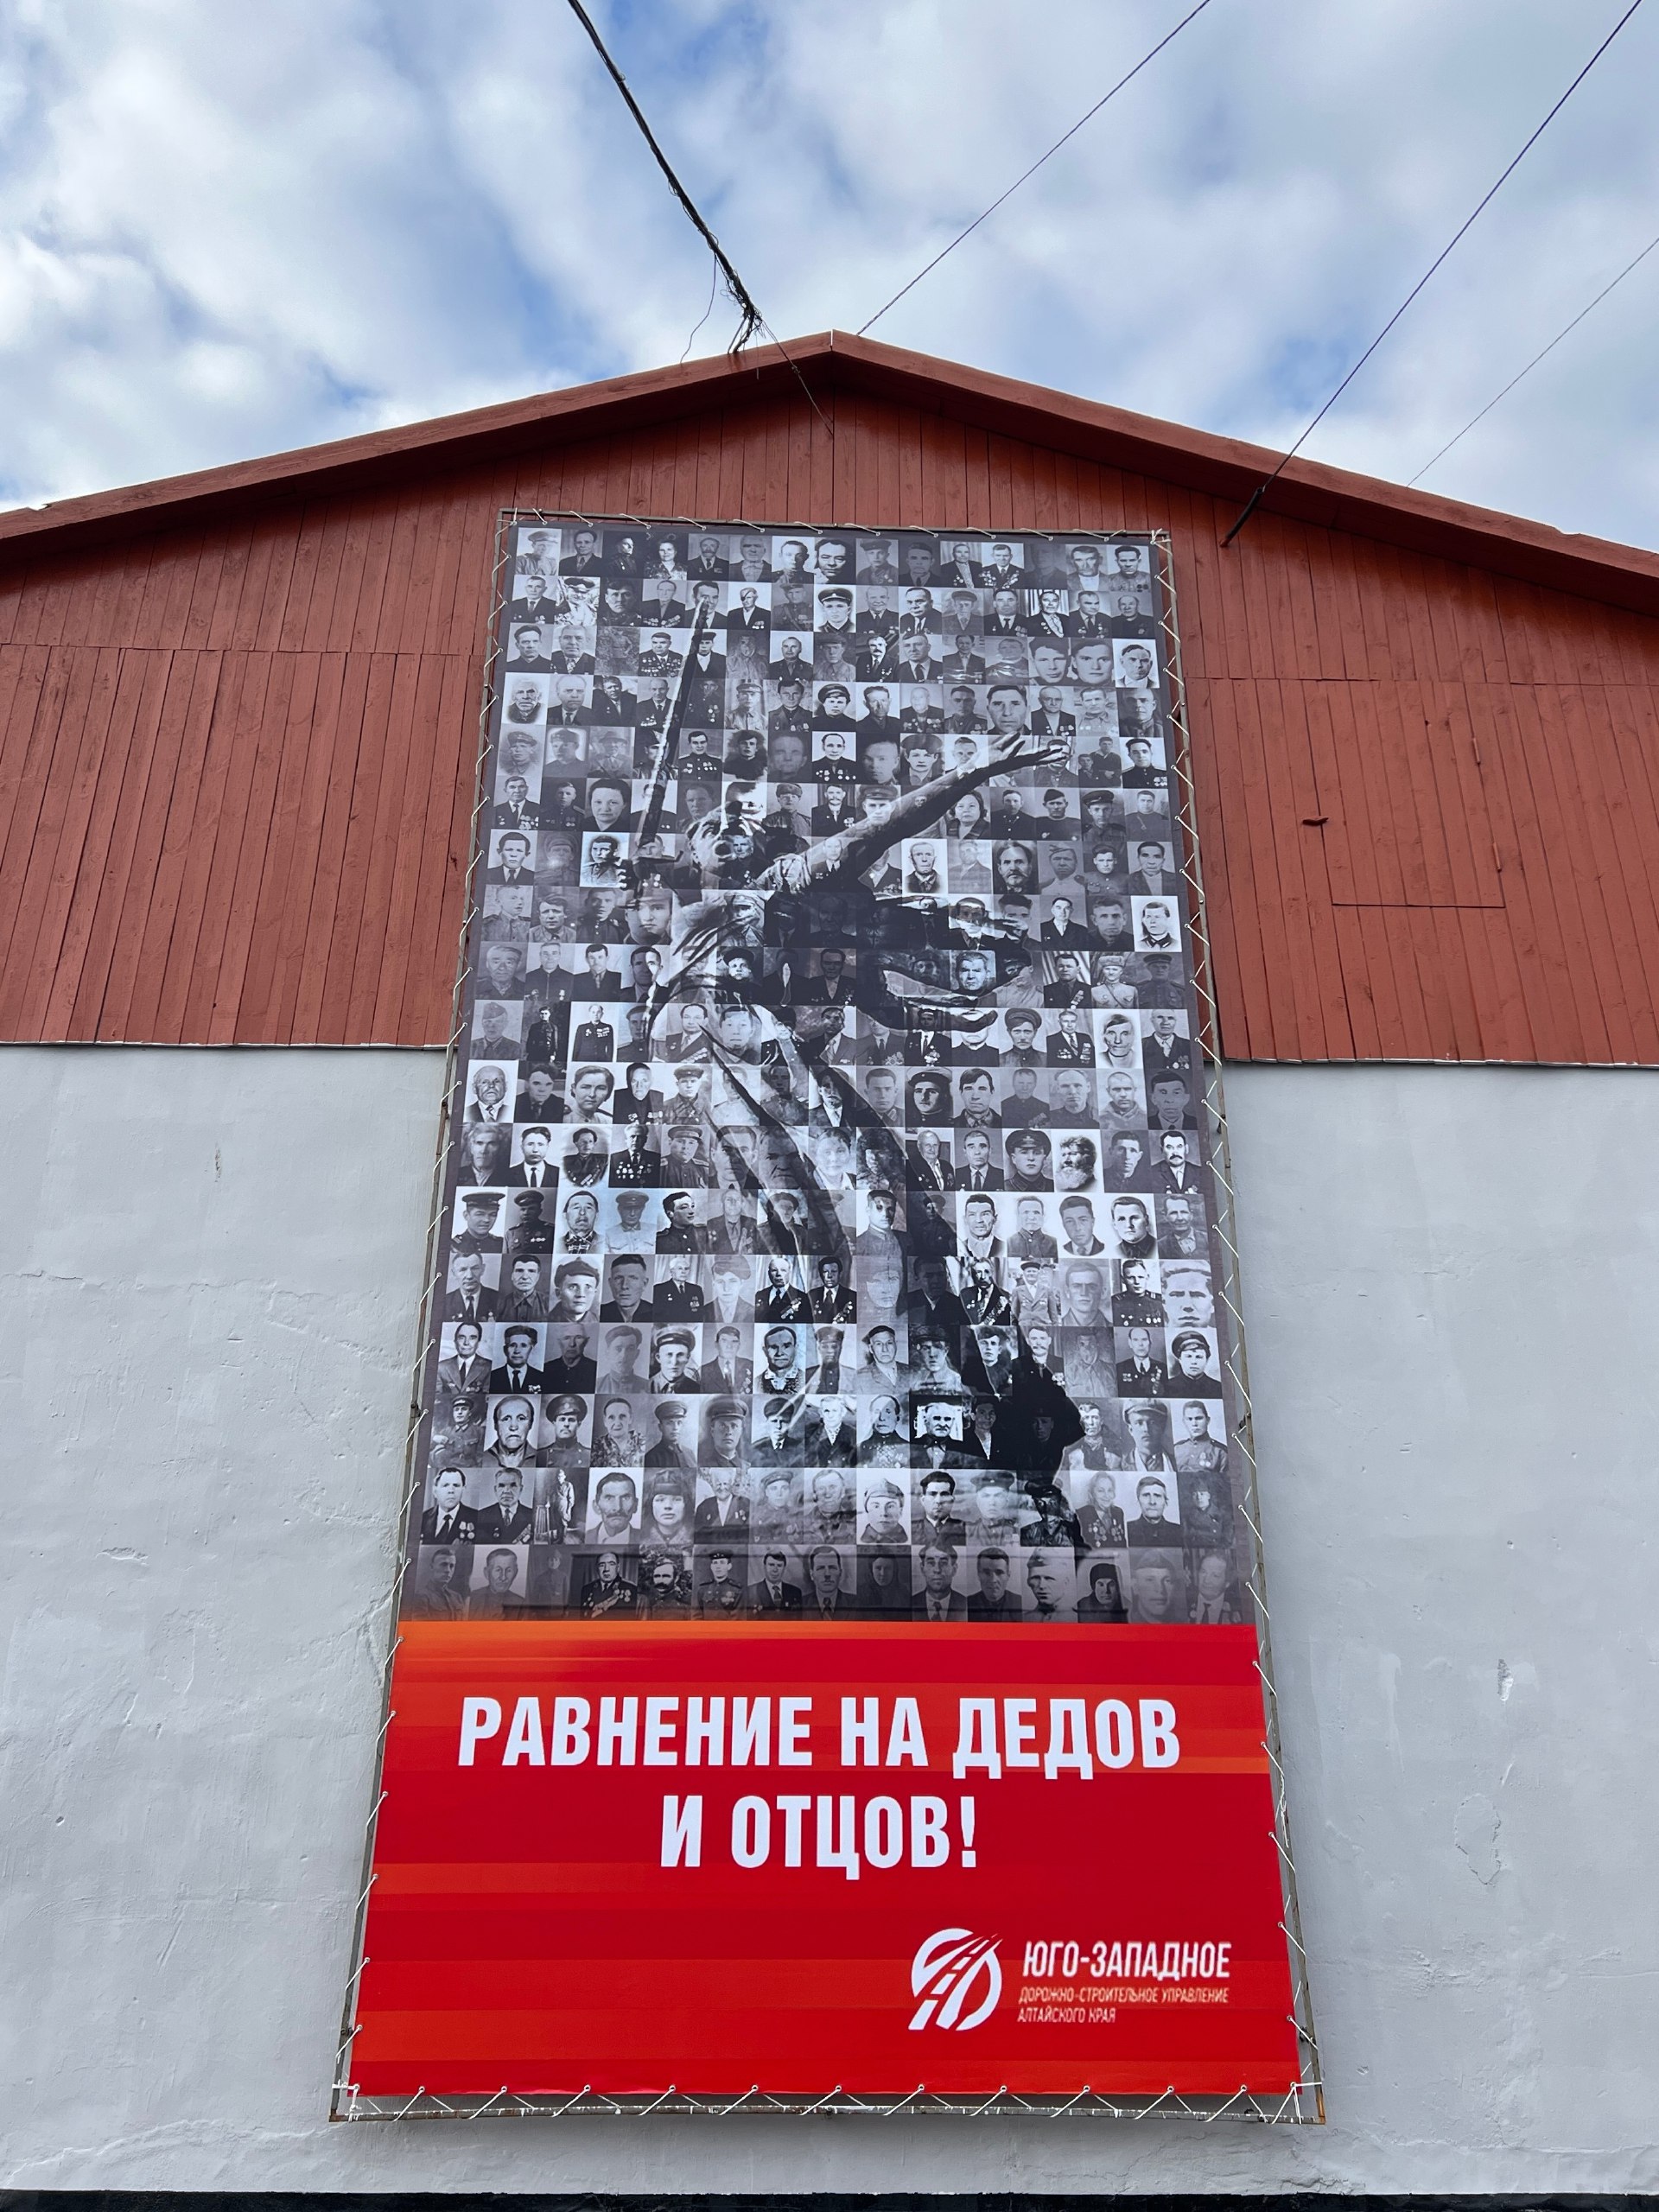 РАВНЕНИЕ НА ДЕДОВ
И ОТЦОВ!
ЮГО-ЗАПАДНОЕ
ДОРОЖНО-СТРОИТЕЛЬНОЕ УПРАВЛЕНИЕ
АЛТАЙСКОГО КРАЯ